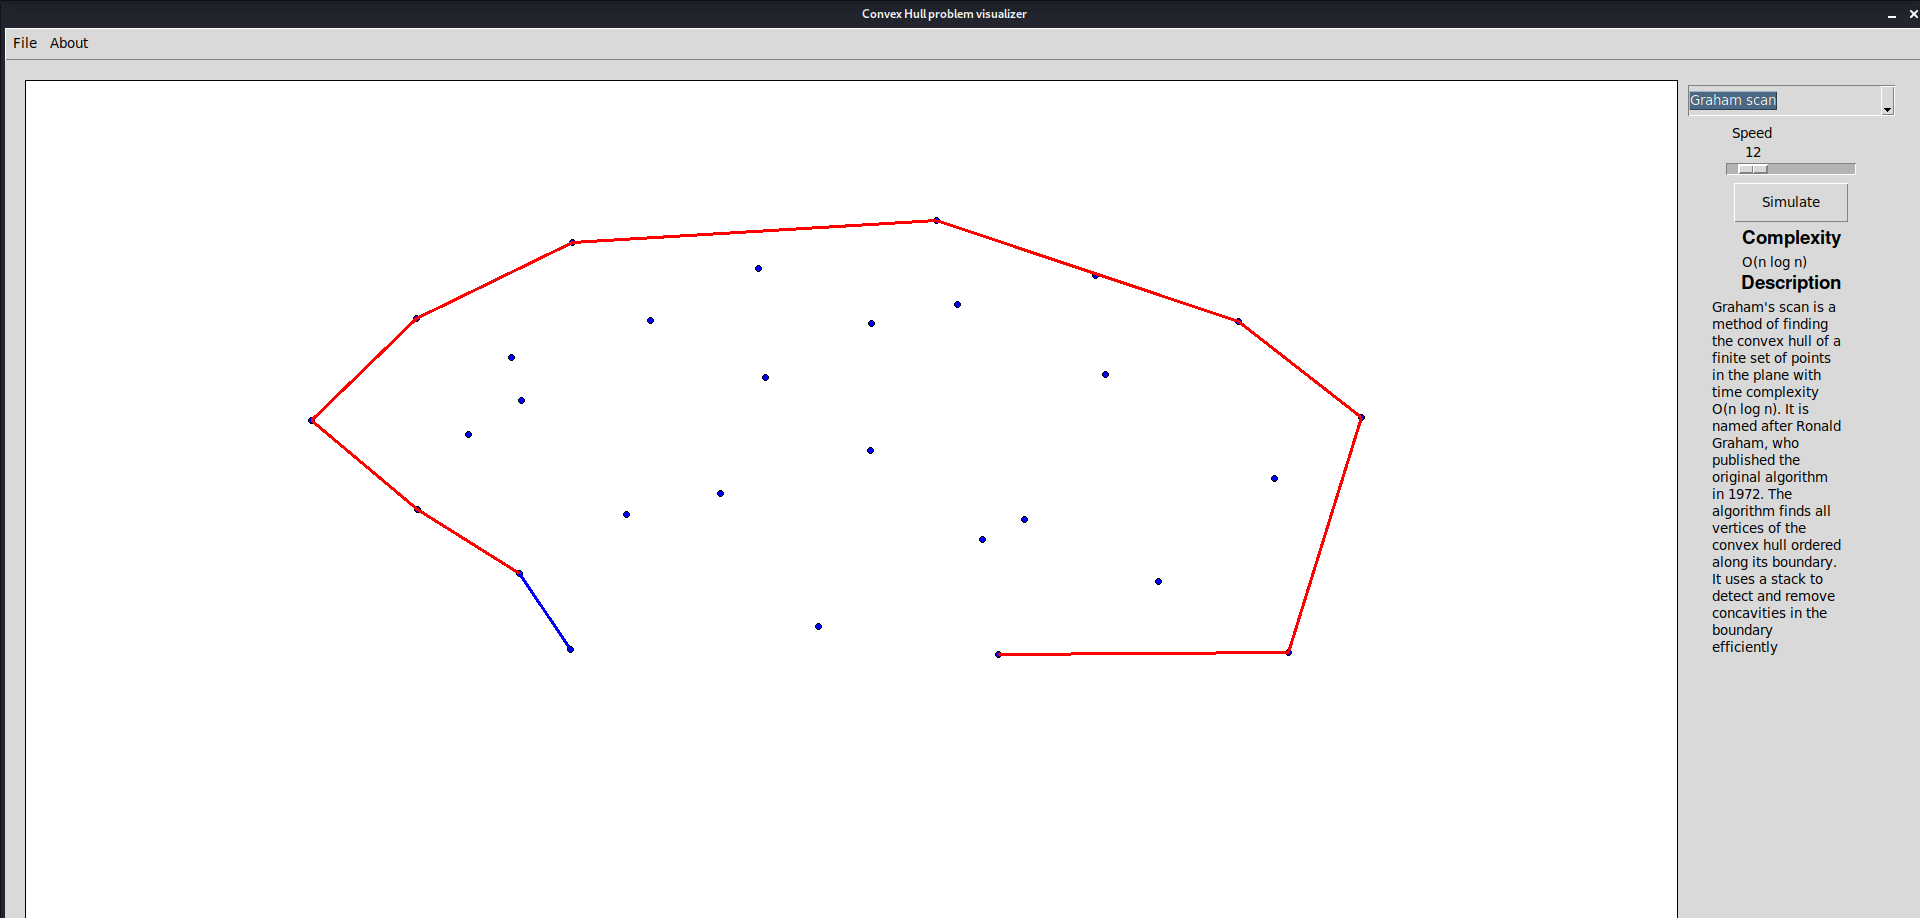 Convex Hull problem visualizer
File About
Graham scan
Speed
12
Simulate
Complexity
O(n log n)
Description
Graham's scan is a
method of finding
the convex hull of a
finite set of points
in the plane with
time complexity
O(n log n). It is
named after Ronald
Graham, who
published the
original algorithm
in 1972. The
algorithm finds all
vertices of the
convex hull ordered
along its boundary.
It uses a stack to
detect and remove
concavities in the
boundary
efficiently